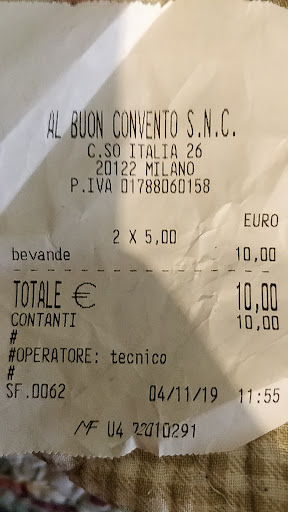 AL BUON CONVENTO S.N.C.
C.SO ITALIA 26
20122 MILANO
P.IVA 01788060158
EURO
2 X 5,00
bevande 10,00
TOTALE € 10,00
CONTANTI 10,00
#
#OPERATORE: tecnico
#
SF.0062 04/11/19 11:55
MF U4 72010291